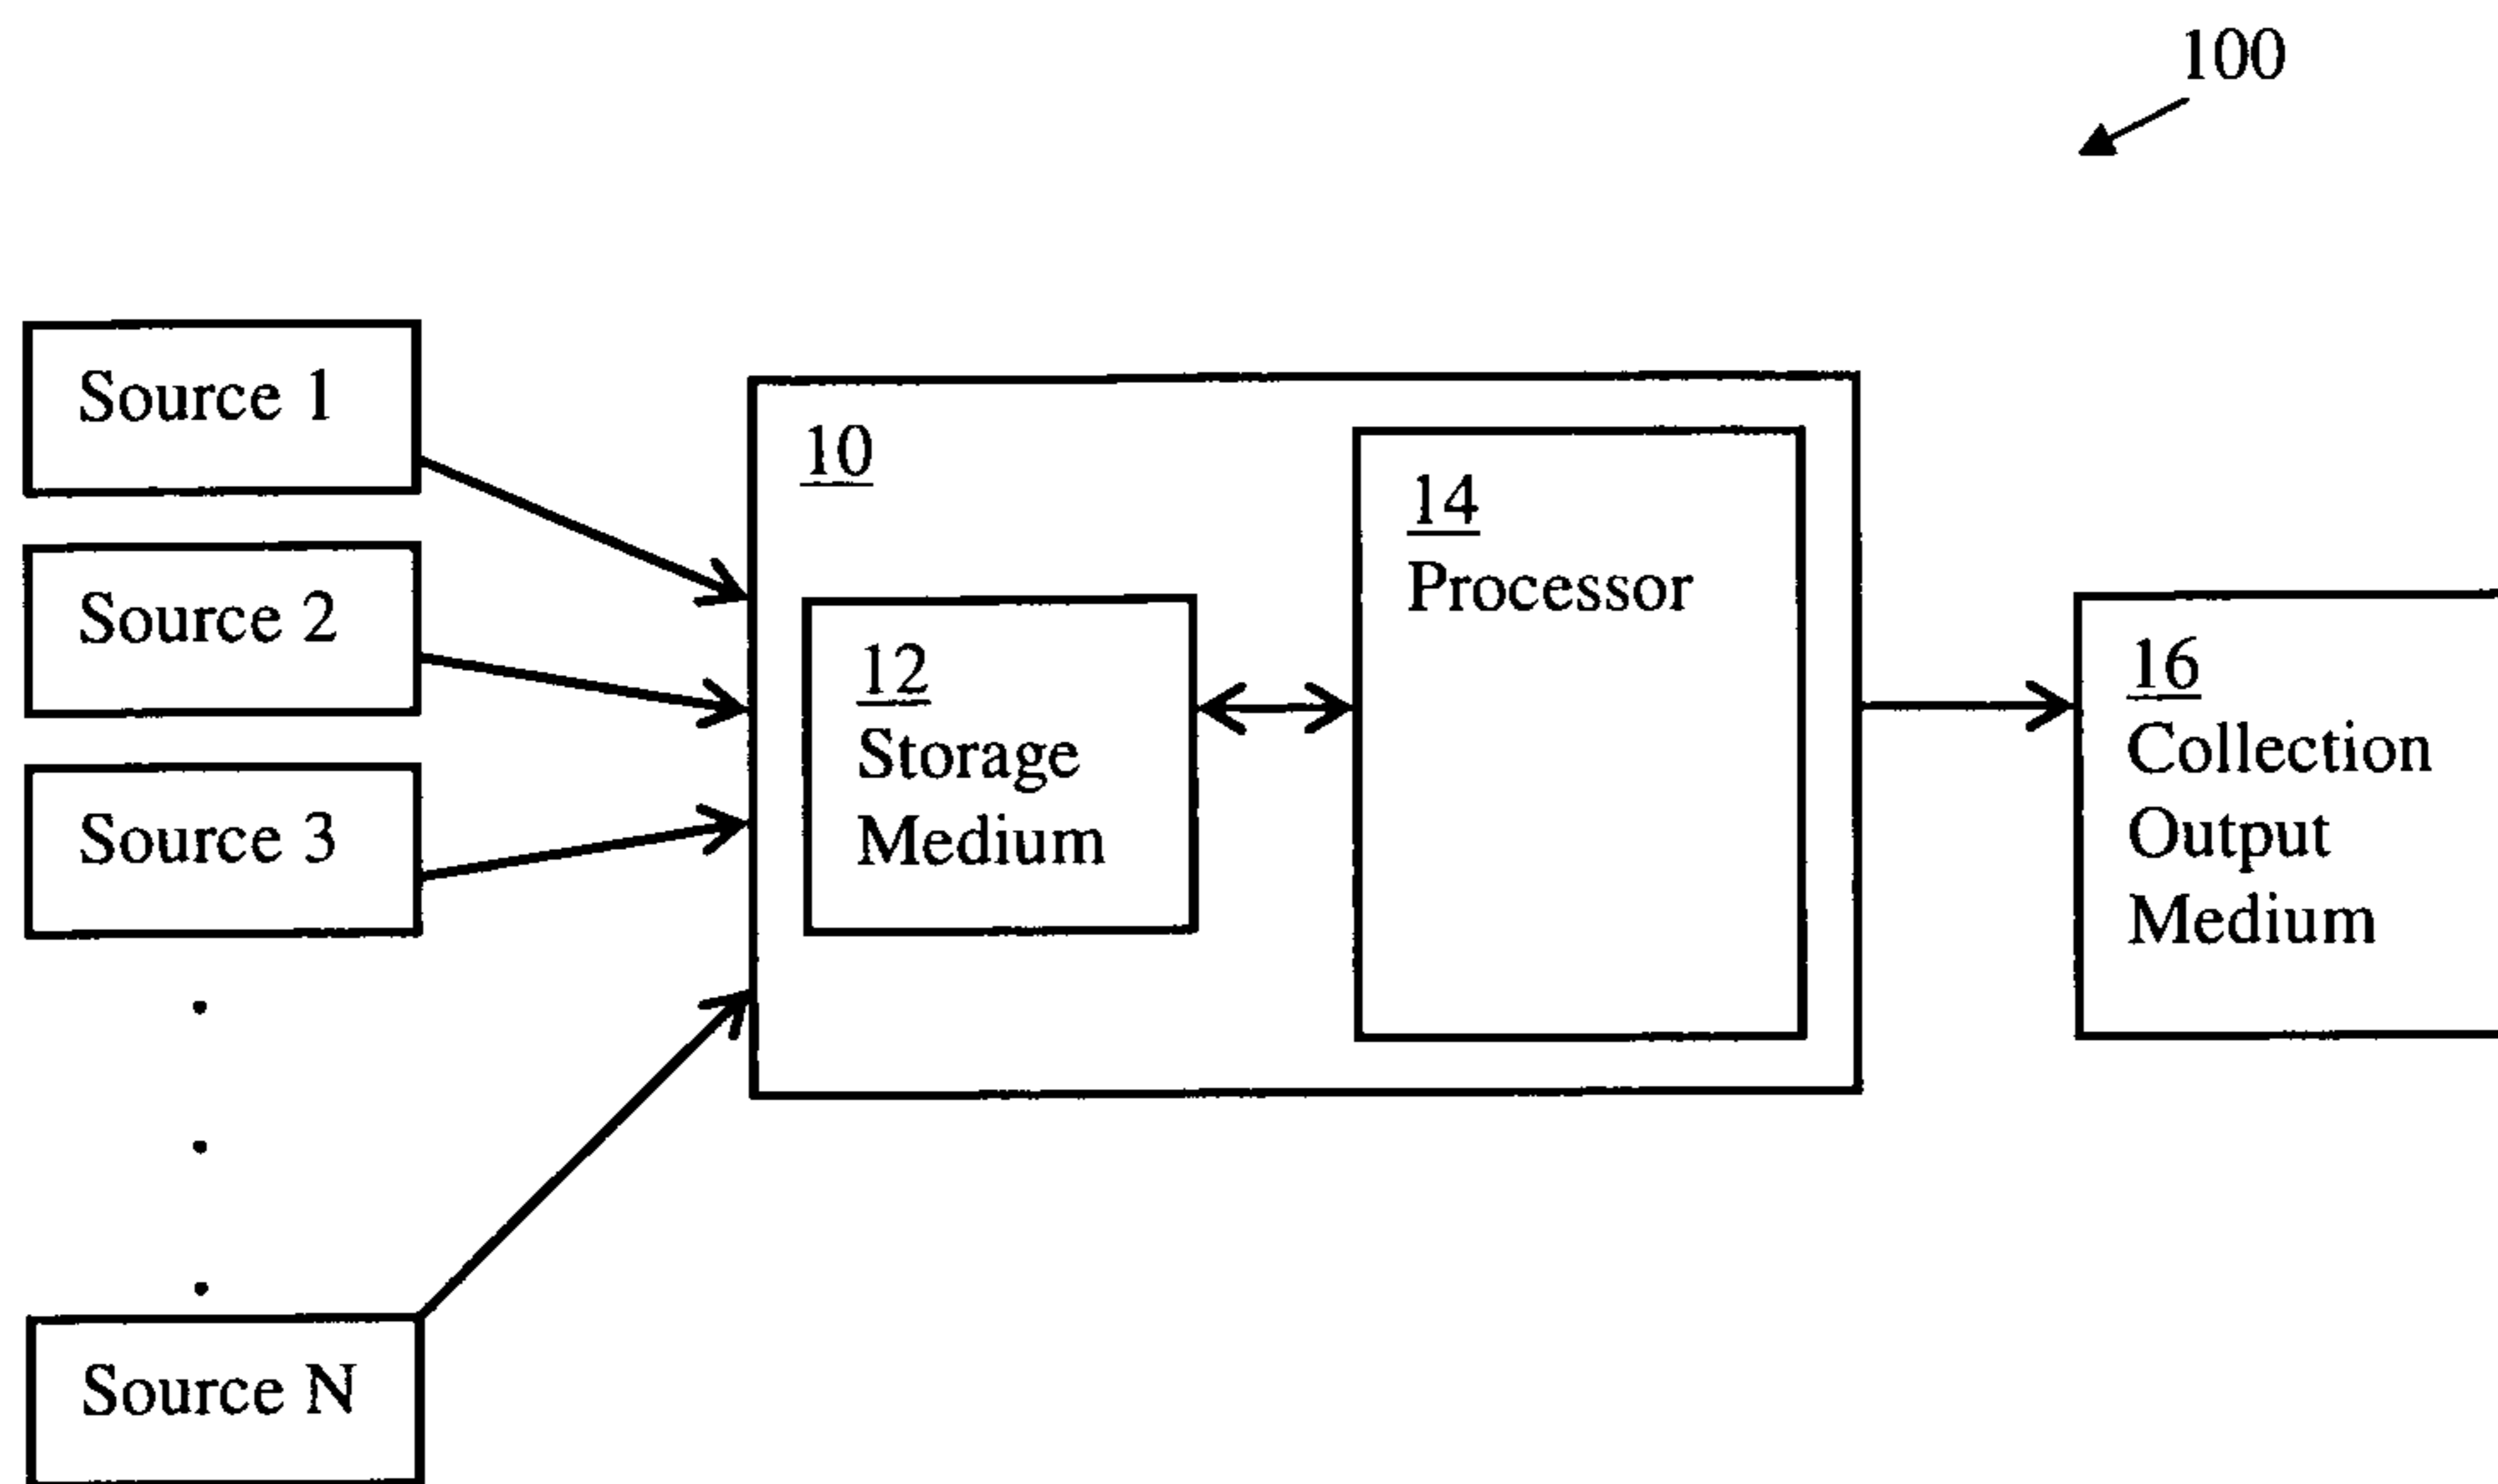 100
Source 1
Source 2
Source 3
Source N
10
12
Storage
Medium
14
Processor
16
Collection
Output
Medium